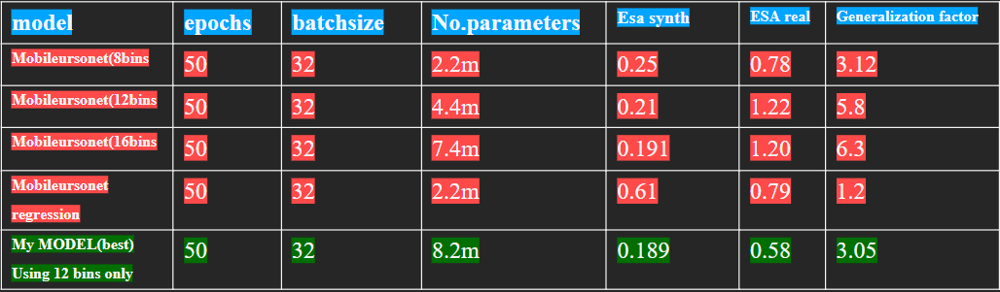 model epochs batchsize No.parameters Esa synth ESA real Generalization factor
Mobileursonet(8bins 50 32 2.2m 0.25 0.78 3.12
Mobileursonet(12bins 50 32 4.4m 0.21 1.22 5.8
Mobileursonet(16bins 50 32 7.4m 0.191 1.20 6.3
Mobileursonet 50 32 2.2m 0.61 0.79 1.2
regression
My MODEL(best) 50 32 8.2m 0.189 0.58 3.05
Using 12 bins only